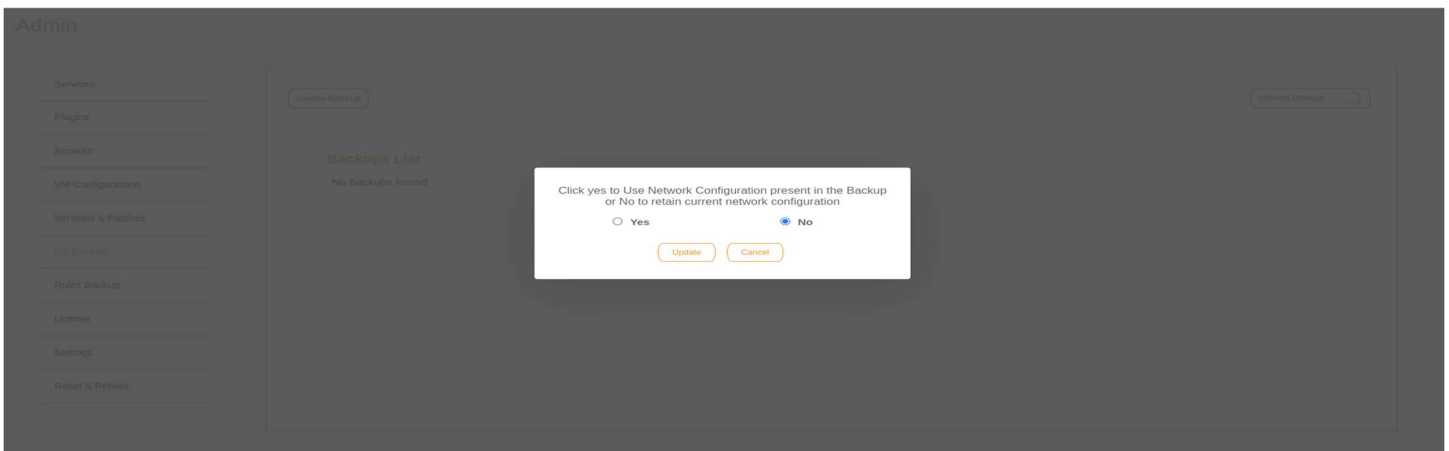 Admin
Services
Plugins
Account
VM Configurations
Versions & Ptaches
DB Backup
Rules Backup
License
Settings
Reset & Reboot
Create Backup
Upload Backup
Backups List
No Backups Found
Click yes to Use Network Configuration present in the Backup
or No to retain current network configuration
Yes
No
Update
Cancel